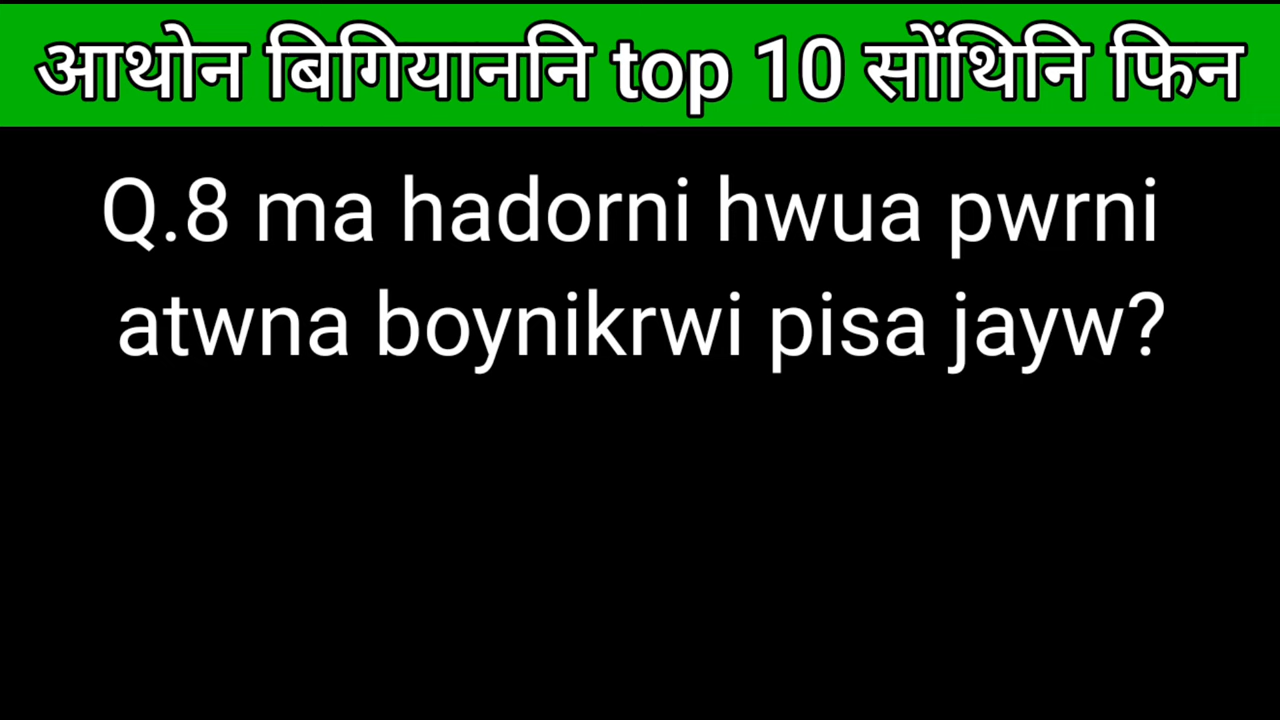 आथोन बिगियाननि top 10 सोंथिनि फिन
Q.8 ma hadorni hwua pwrni
atwna boynikrwi pisa jayw?